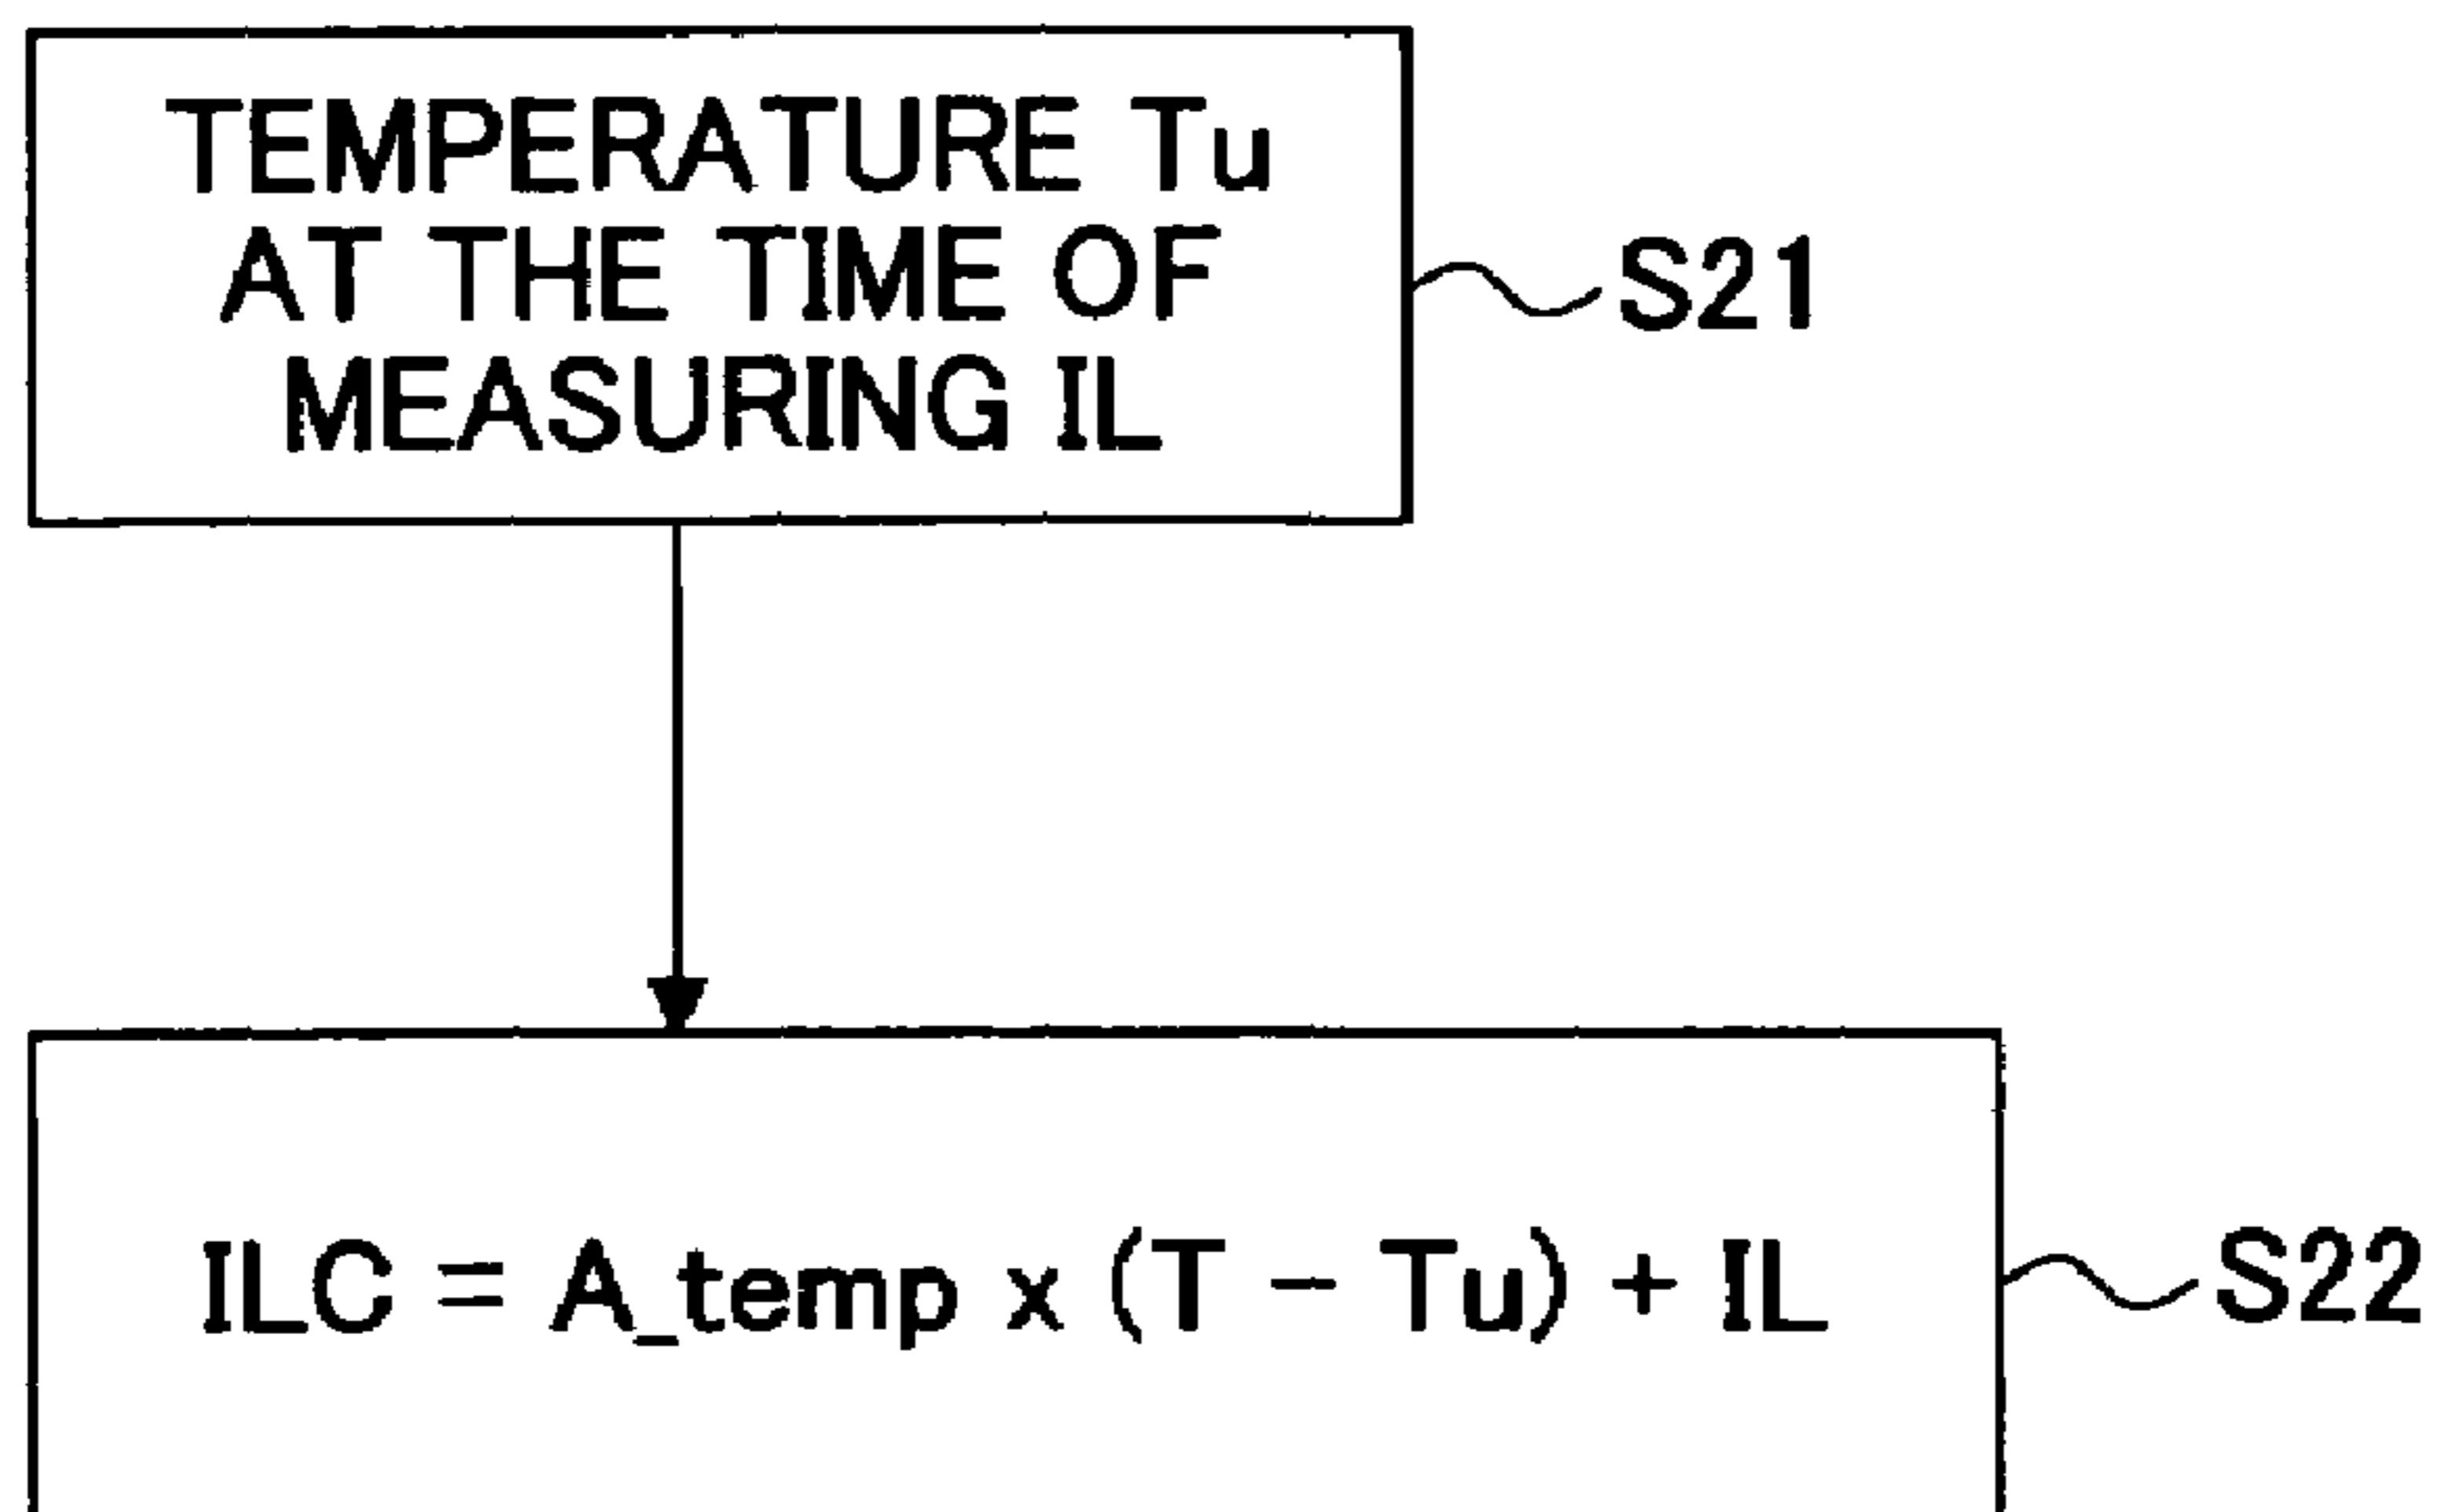 TEMPERATURE Tu
AT THE TIME OF
MEASURING IL
S21
ILC = A_temp x (T - Tu) + IL
S22